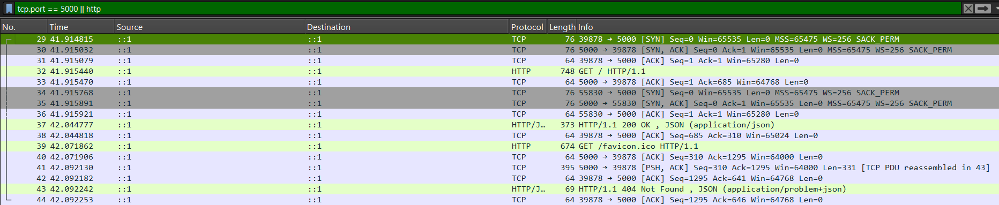 tcp.port == 5000 || http
No. Time Source Destination Protocol Length Info
29 41.914815 ::1 ::1 TCP 76 39878 → 5000 [SYN] Seq=0 Win=65535 Len=0 MSS=65475 WS=256 SACK_PERM
30 41.915032 ::1 ::1 TCP 76 5000 → 39878 [SYN, ACK] Seq=0 Ack=1 Win=65535 Len=0 MSS=65475 WS=256 SACK_PERM
31 41.915079 ::1 ::1 TCP 64 39878 → 5000 [ACK] Seq=1 Ack=1 Win=65280 Len=0
32 41.915440 ::1 ::1 HTTP 748 GET / HTTP/1.1
33 41.915470 ::1 ::1 TCP 64 5000 → 39878 [ACK] Seq=1 Ack=685 Win=64768 Len=0
34 41.915768 ::1 ::1 TCP 76 55830 → 5000 [SYN] Seq=0 Win=65535 Len=0 MSS=65475 WS=256 SACK_PERM
35 41.915891 ::1 ::1 TCP 76 5000 → 55830 [SYN, ACK] Seq=0 Ack=1 Win=65535 Len=0 MSS=65475 WS=256 SACK_PERM
36 41.915921 ::1 ::1 TCP 64 55830 → 5000 [ACK] Seq=1 Ack=1 Win=65280 Len=0
37 42.044777 ::1 ::1 HTTP/J… 373 HTTP/1.1 200 OK , JSON (application/json)
38 42.044818 ::1 ::1 TCP 64 39878 → 5000 [ACK] Seq=685 Ack=310 Win=65024 Len=0
39 42.071862 ::1 ::1 HTTP 674 GET /favicon.ico HTTP/1.1
40 42.071906 ::1 ::1 TCP 64 5000 → 39878 [ACK] Seq=310 Ack=1295 Win=64000 Len=0
41 42.092130 ::1 ::1 TCP 395 5000 → 39878 [PSH, ACK] Seq=310 Ack=1295 Win=64000 Len=331 [TCP PDU reassembled in 43]
42 42.092182 ::1 ::1 TCP 64 39878 → 5000 [ACK] Seq=1295 Ack=641 Win=64768 Len=0
43 42.092242 ::1 ::1 HTTP/J… 69 HTTP/1.1 404 Not Found , JSON (application/problem+json)
44 42.092253 ::1 ::1 TCP 64 39878 → 5000 [ACK] Seq=1295 Ack=646 Win=64768 Len=0